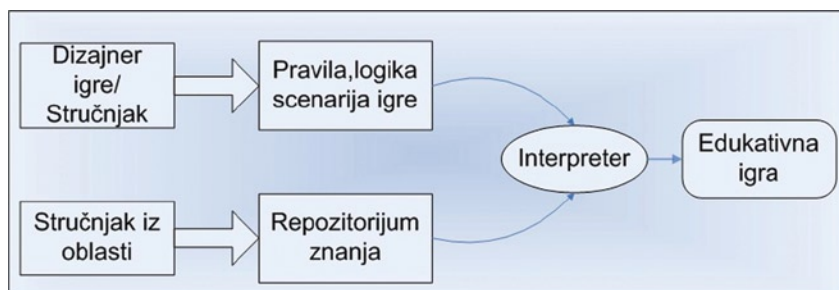 Dizajner
igre/
Stručnjak
Pravila,logika
scenarija igre
Interpreter
Edukativna
igra
Stručnjak iz
oblasti
Repozitorijum
znanja